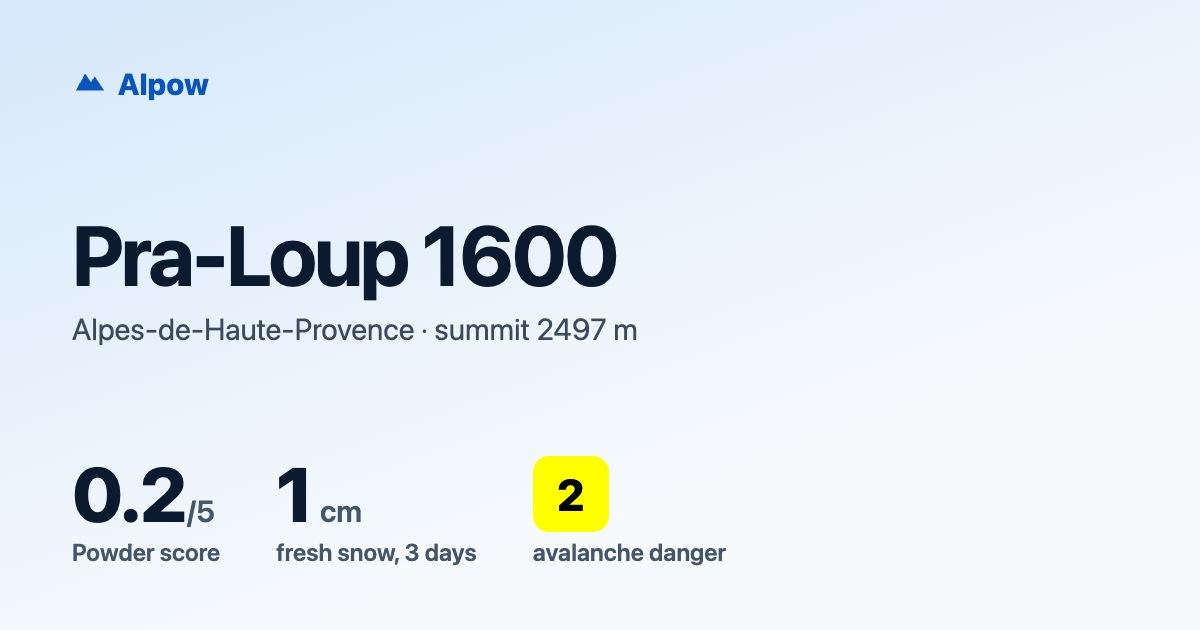 Alpow
Pra-Loup 1600
Alpes-de-Haute-Provence · summit 2497 m
0.2/5 1 cm 2
Powder score fresh snow, 3 days avalanche danger